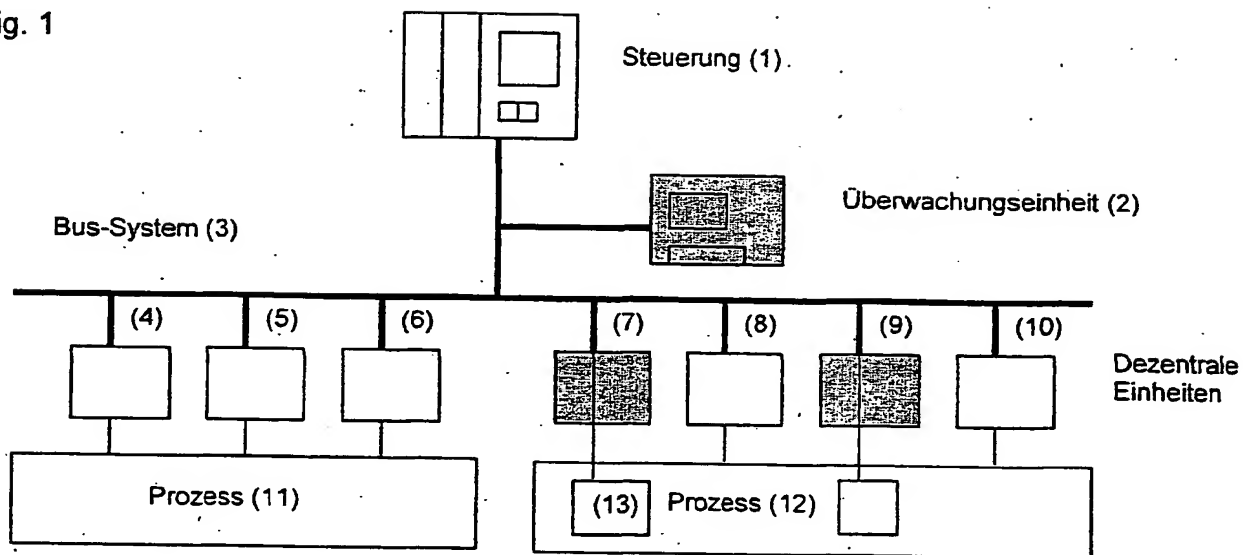 ig. 1
Steuerung (1)
Überwachungseinheit (2)
Bus-System (3)
(4)
(5)
(6)
(7)
(8)
(9)
(10)
Dezentrale
Einheiten
Prozess (11)
(13)
Prozess (12)